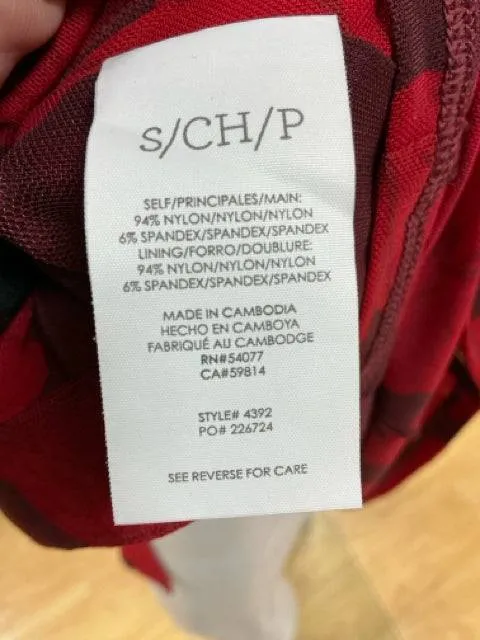 S/CH/P
SELF/PRINCIPALES/MAIN:
94% NYLON/NYLON/NYLON
6% SPANDEX/SPANDEX/SPANDEX
LINING/FORRO/DOUBLURE:
94% NYLON/NYLON/NYLON
6% SPANDEX/SPANDEX/SPANDEX
MADE IN CAMBODIA
HECHO EN CAMBOYA
FABRIQUÉ AU CAMBODGE
RN#54077
CA#59814
STYLE# 4392
PO# 226724
SEE REVERSE FOR CARE